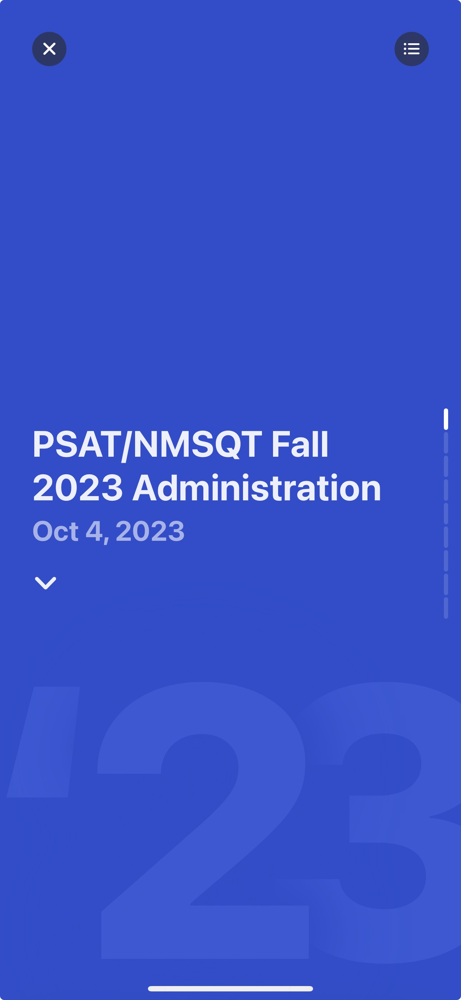 PSAT/NMSQT Fall
2023 Administration
Oct 4, 2023
'23